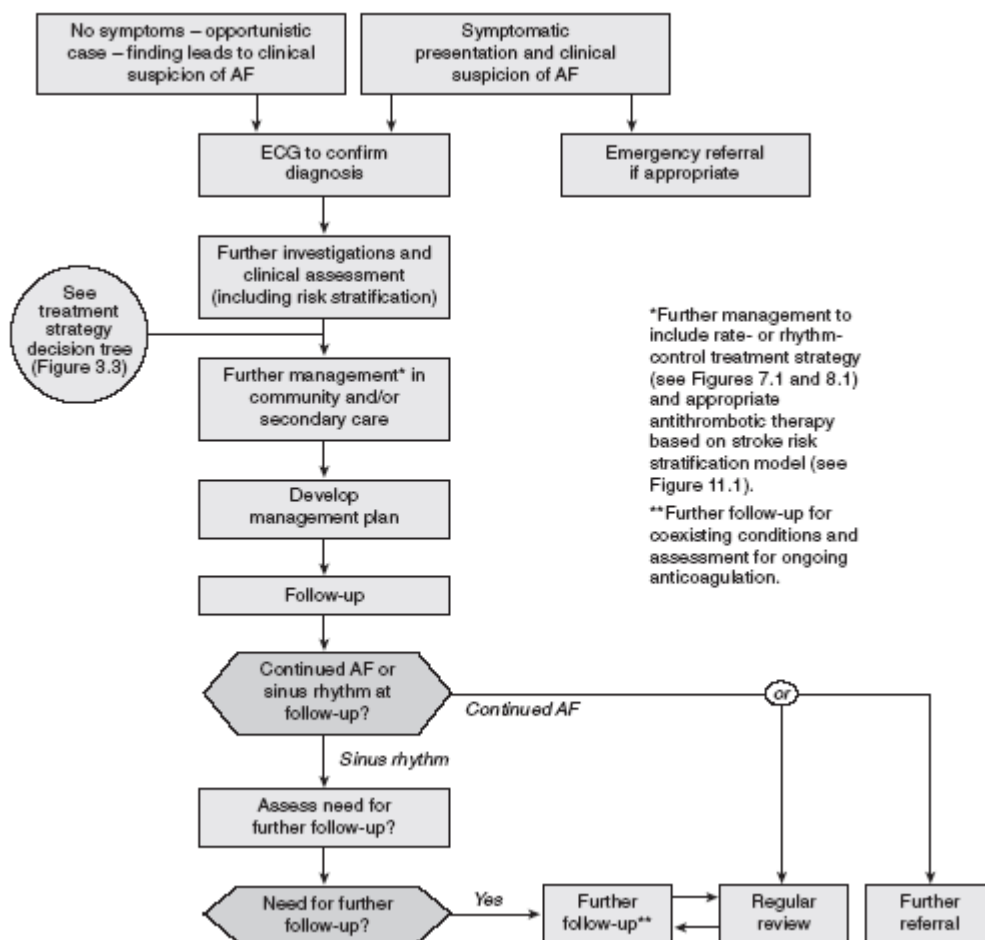 No symptoms – opportunistic
case – finding leads to clinical
suspicion of AF
Symptomatic
presentation and clinical
suspicion of AF
ECG to confirm
diagnosis
Emergency referral
if appropriate
Further investigations and
clinical assessment
(including risk stratification)
See
treatment
strategy
decision tree
(Figure 3.3)
Further management* in
community and/or
secondary care
*Further management to
include rate- or rhythm-
control treatment strategy
(see Figures 7.1 and 8.1)
and appropriate
antithrombotic therapy
based on stroke risk
stratification model (see
Figure 11.1).
**Further follow-up for
coexisting conditions and
assessment for ongoing
anticoagulation.
Develop
management plan
Follow-up
Continued AF or
sinus rhythm at
follow-up?
Continued AF
or
Sinus rhythm
Assess need for
further follow-up?
Need for further
follow-up?
Yes
Further
follow-up**
Regular
review
Further
referral